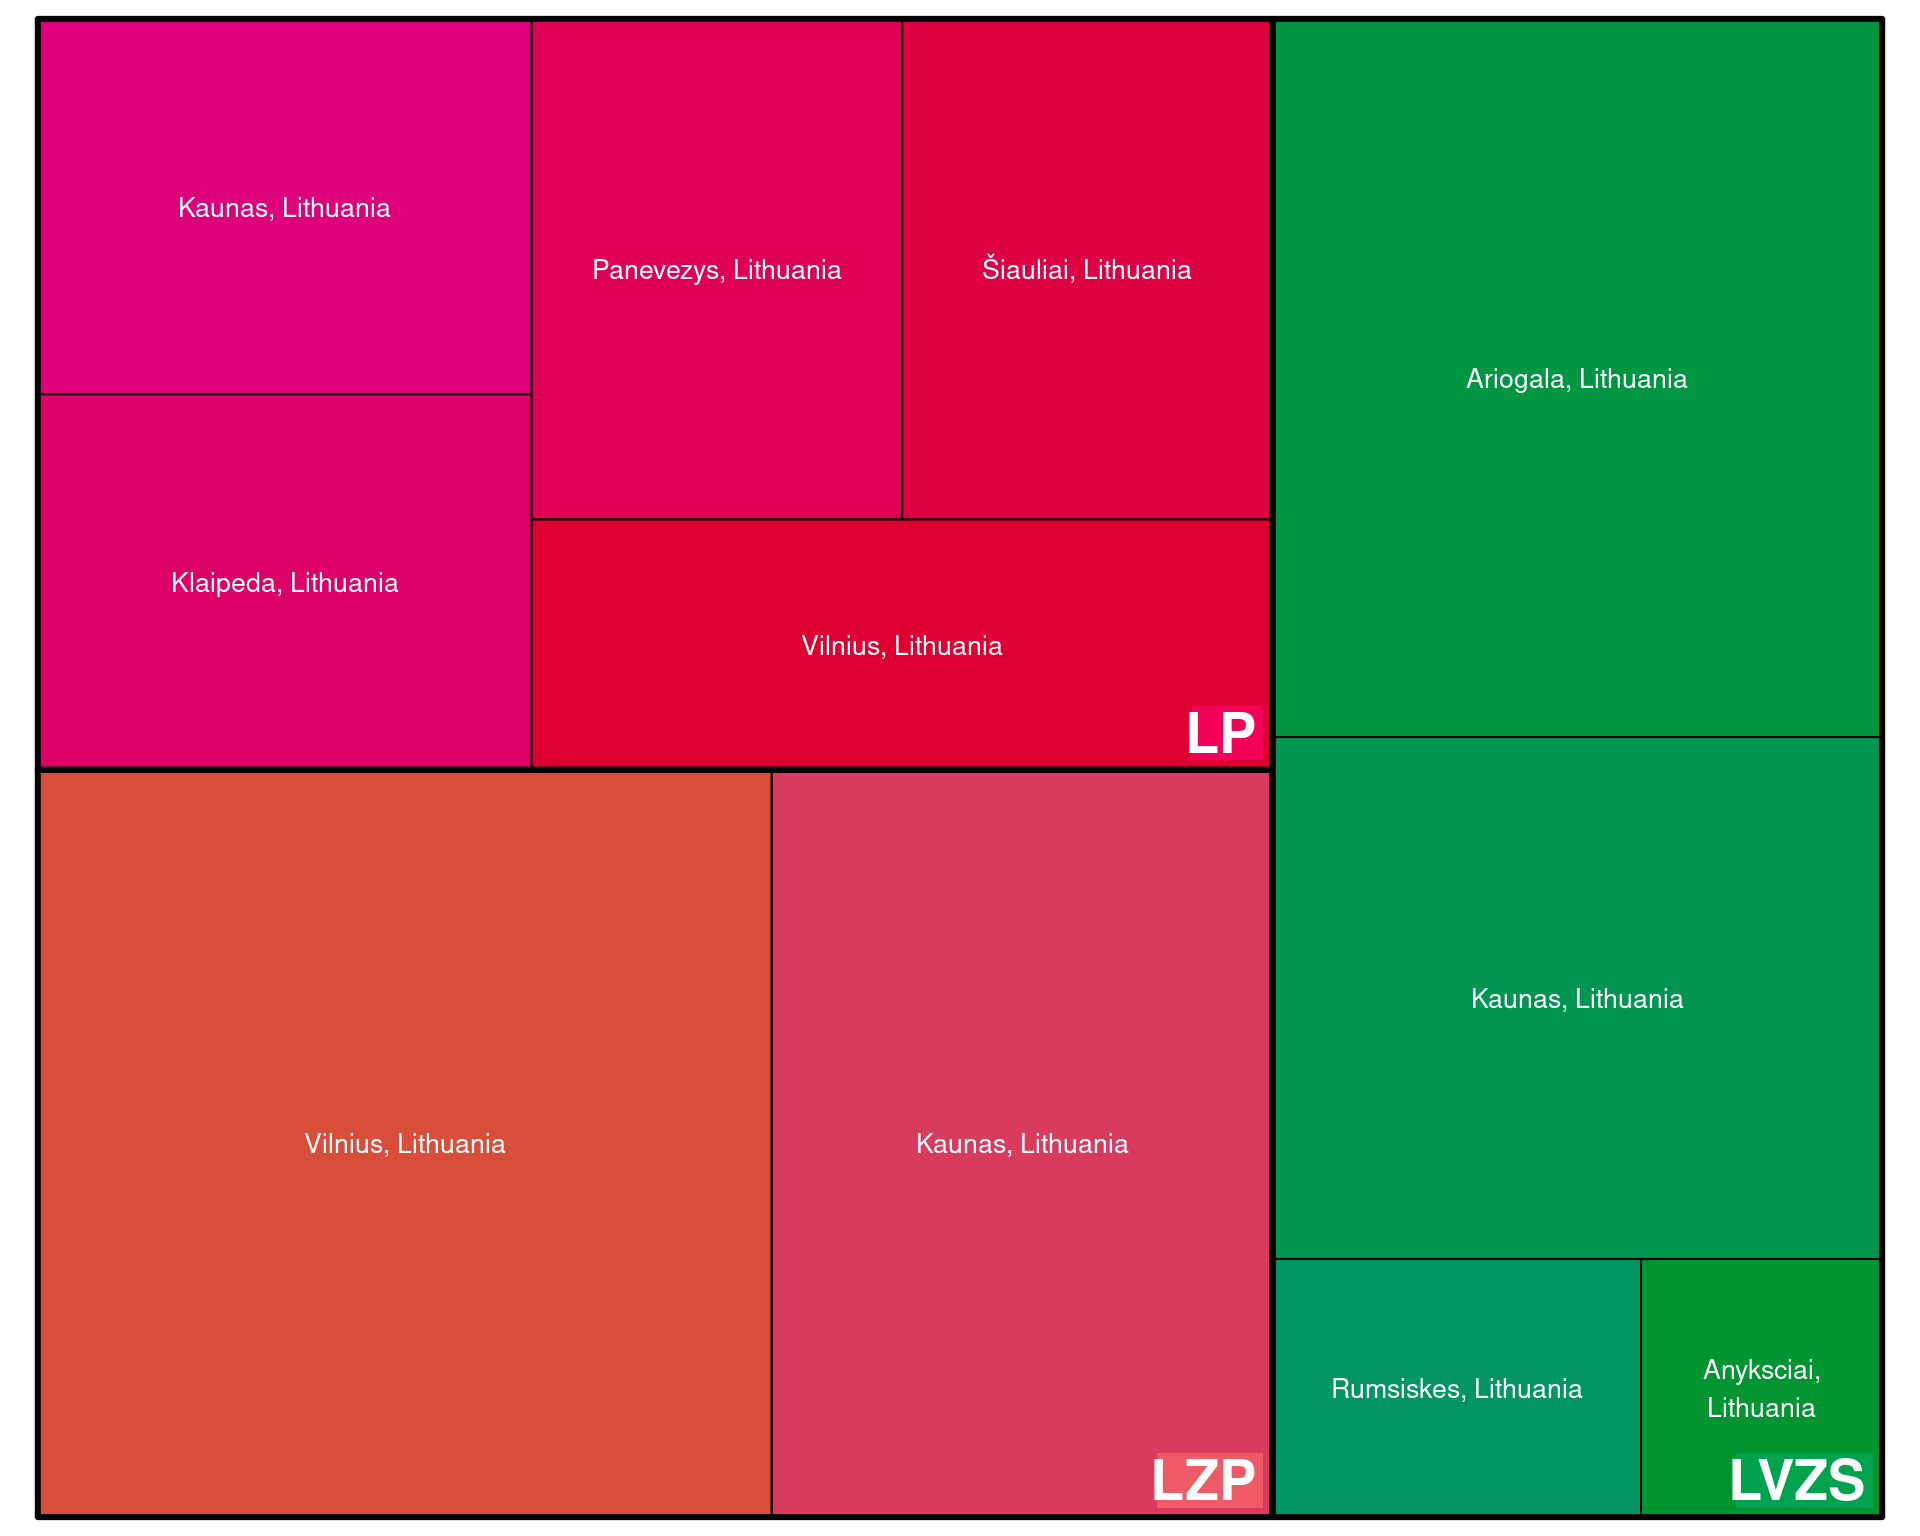 Kaunas, Lithuania
Panevezys, Lithuania
Šiauliai, Lithuania
Klaipeda, Lithuania
Vilnius, Lithuania
LP
Vilnius, Lithuania
Kaunas, Lithuania
LZP
Ariogala, Lithuania
Kaunas, Lithuania
Rumsiskes, Lithuania
Anyksciai,
Lithuania
LVZS